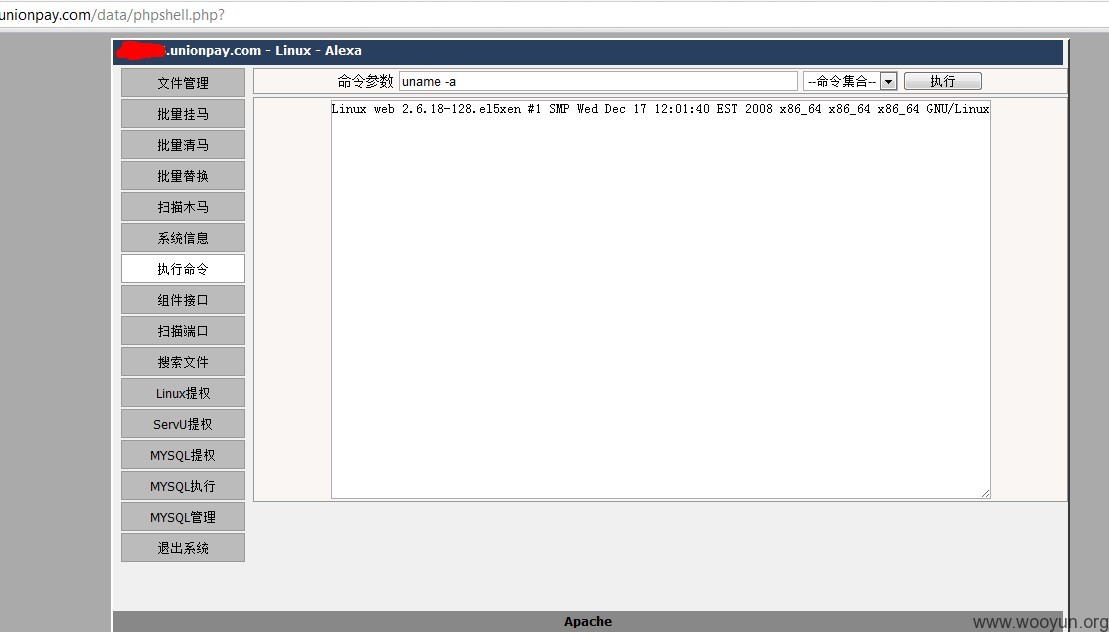 unionpay.com/data/phpshell.php?
.unionpay.com - Linux - Alexa
文件管理
命令参数 uname -a --命令集合-- 执行
批量挂马
Linux web 2.6.18-128.el5xen #1 SMP Wed Dec 17 12:01:40 EST 2008 x86_64 x86_64 x86_64 GNU/Linux
批量清马
批量替换
扫描木马
系统信息
执行命令
组件接口
扫描端口
搜索文件
Linux提权
ServU提权
MYSQL提权
MYSQL执行
MYSQL管理
退出系统
Apache
www.wooyun.org